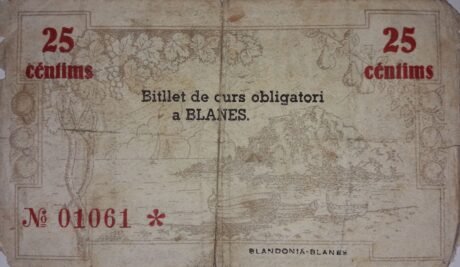 25 25
cèntims cèntims
Bitllet de curs obligatori
a BLANES.
№ 01061 *
BLANDONIA-BLANES